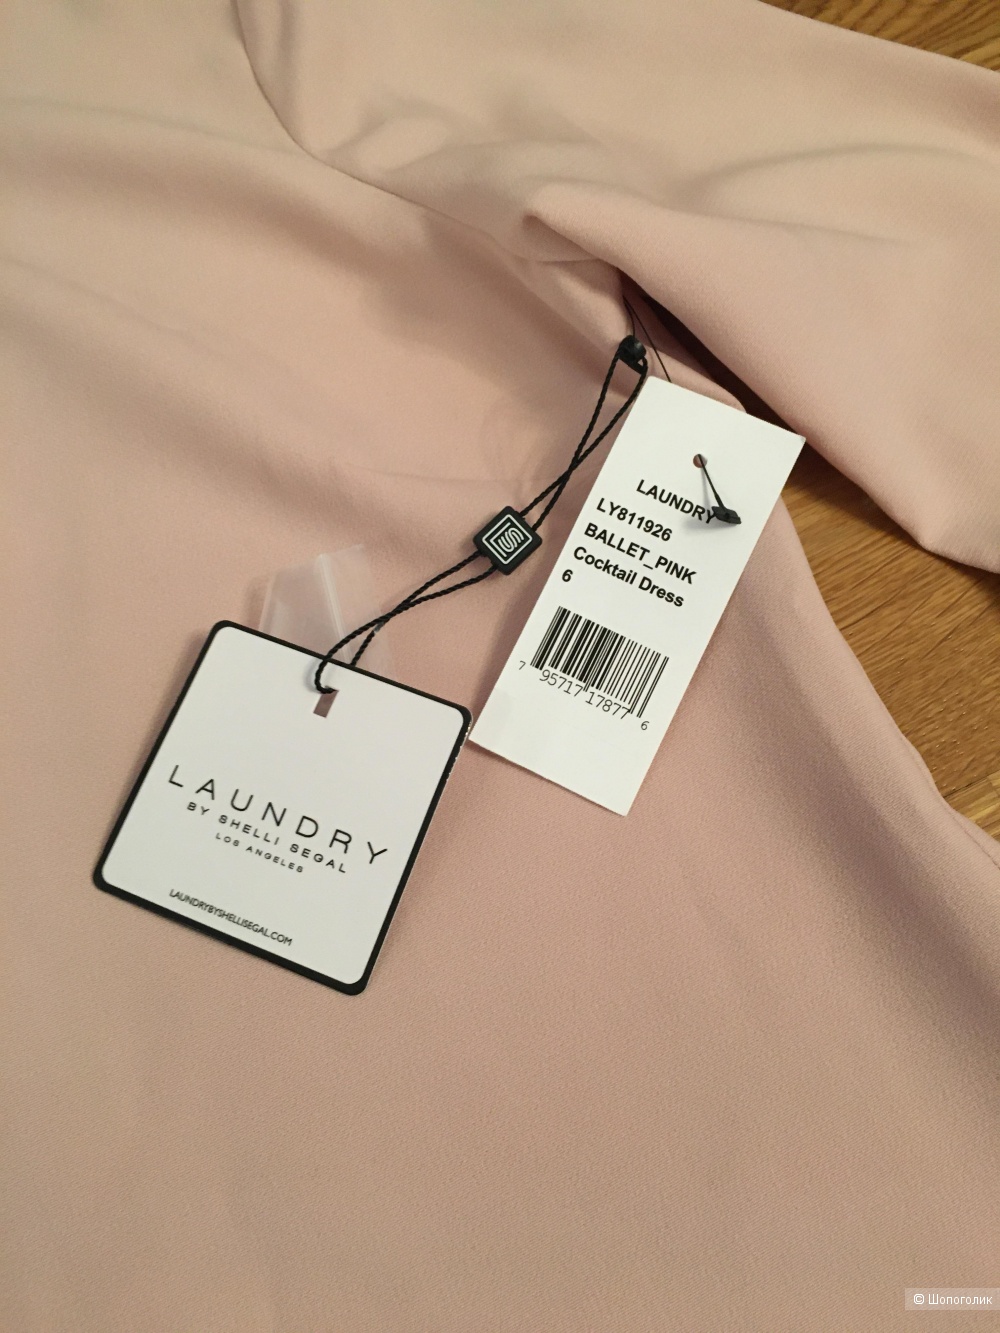 LAUNDRY
LY811926
BALLET_PINK
Cocktail Dress
6
7 95717 17877 6
LAUNDRY
BY SHELLI SEGAL
LOS ANGELES
LAUNDRYBYSHELLISEGAL.COM
© Шопоголик